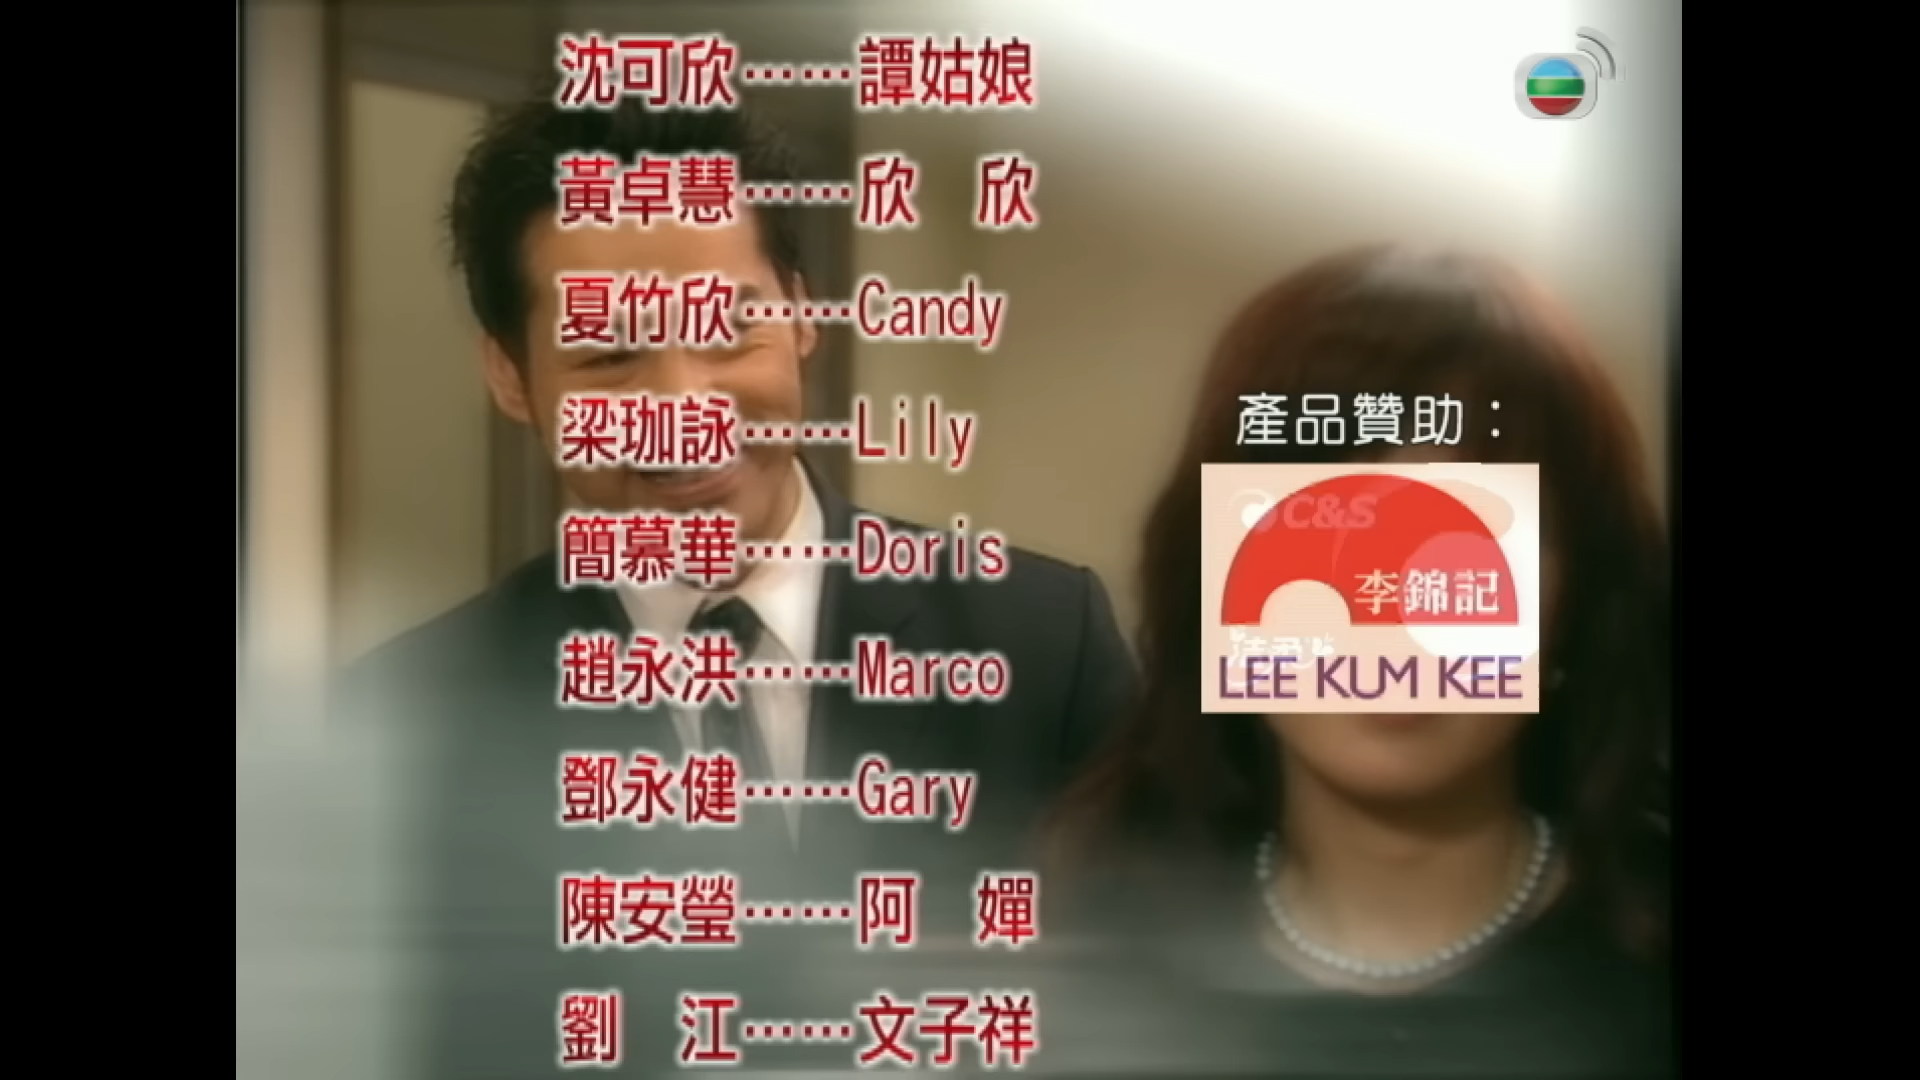 沈可欣……譚姑娘
黃卓慧……欣　欣
夏竹欣……Candy
梁珈詠……Lily
簡慕華……Doris
趙永洪……Marco
鄧永健……Gary
陳安瑩……阿　嬋
劉　江……文子祥
產品贊助：
C&S
李錦記
洁柔
LEE KUM KEE